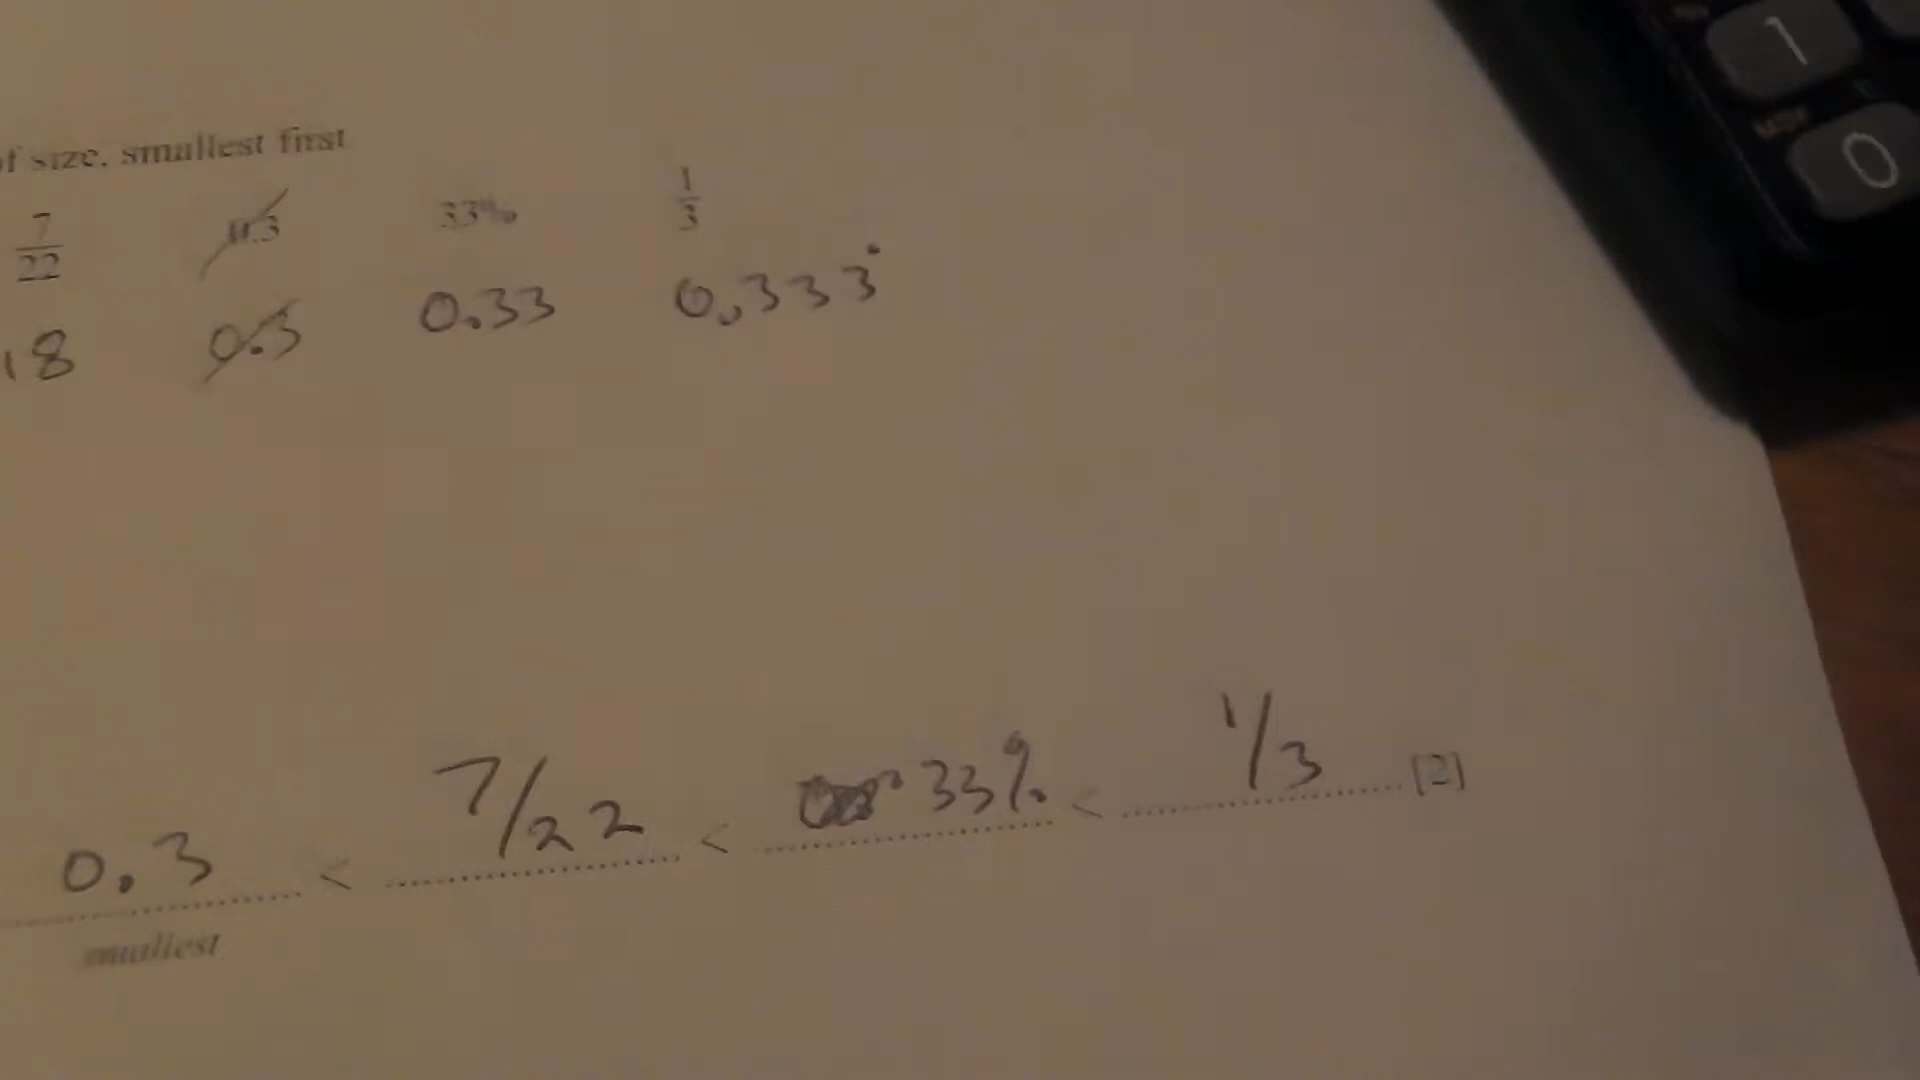 of size, smallest first
7/22 0.3 33% 1/3
18 0.3 0.33 0.333̇
0.3 < 7/22 < 33% < 1/3 [2]
smallest
1
0